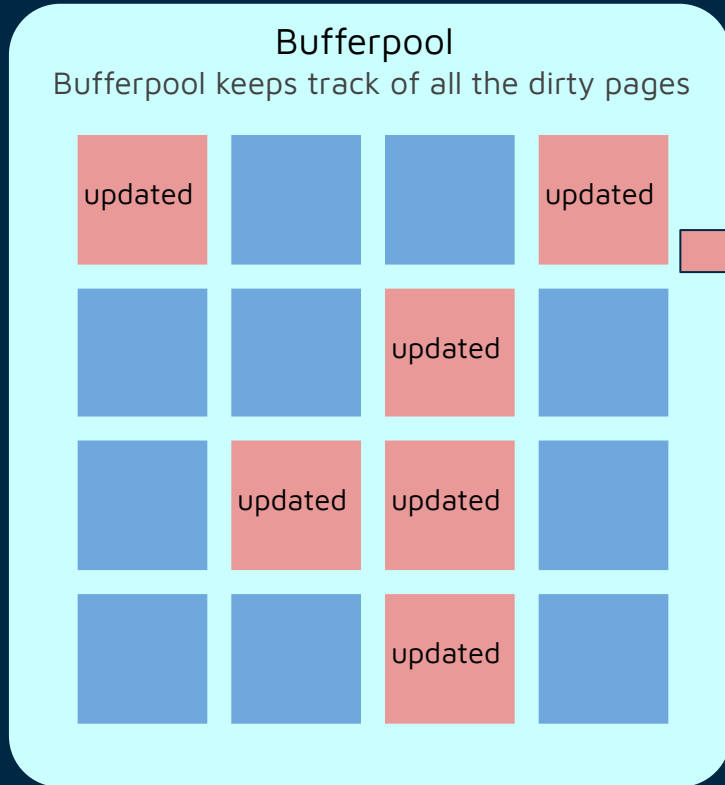 Bufferpool
Bufferpool keeps track of all the dirty pages
updated updated
updated
updated updated
updated